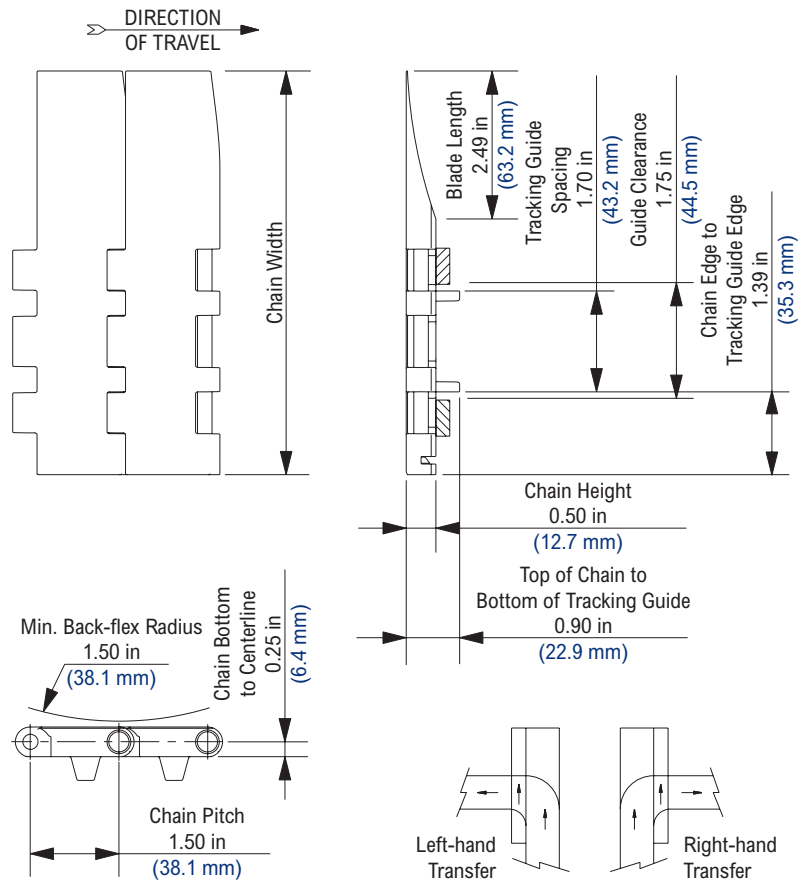 DIRECTION
OF TRAVEL
Chain Width
Blade Length
2.49 in
(63.2 mm)
Tracking Guide
Spacing
1.70 in
(43.2 mm)
Guide Clearance
1.75 in
(44.5 mm)
Chain Edge to
Tracking Guide Edge
1.39 in
(35.3 mm)
Chain Height
0.50 in
(12.7 mm)
Top of Chain to
Bottom of Tracking Guide
0.90 in
(22.9 mm)
Min. Back-flex Radius
1.50 in
(38.1 mm)
Chain Bottom
to Centerline
0.25 in
(6.4 mm)
Chain Pitch
1.50 in
(38.1 mm)
Left-hand
Transfer
Right-hand
Transfer